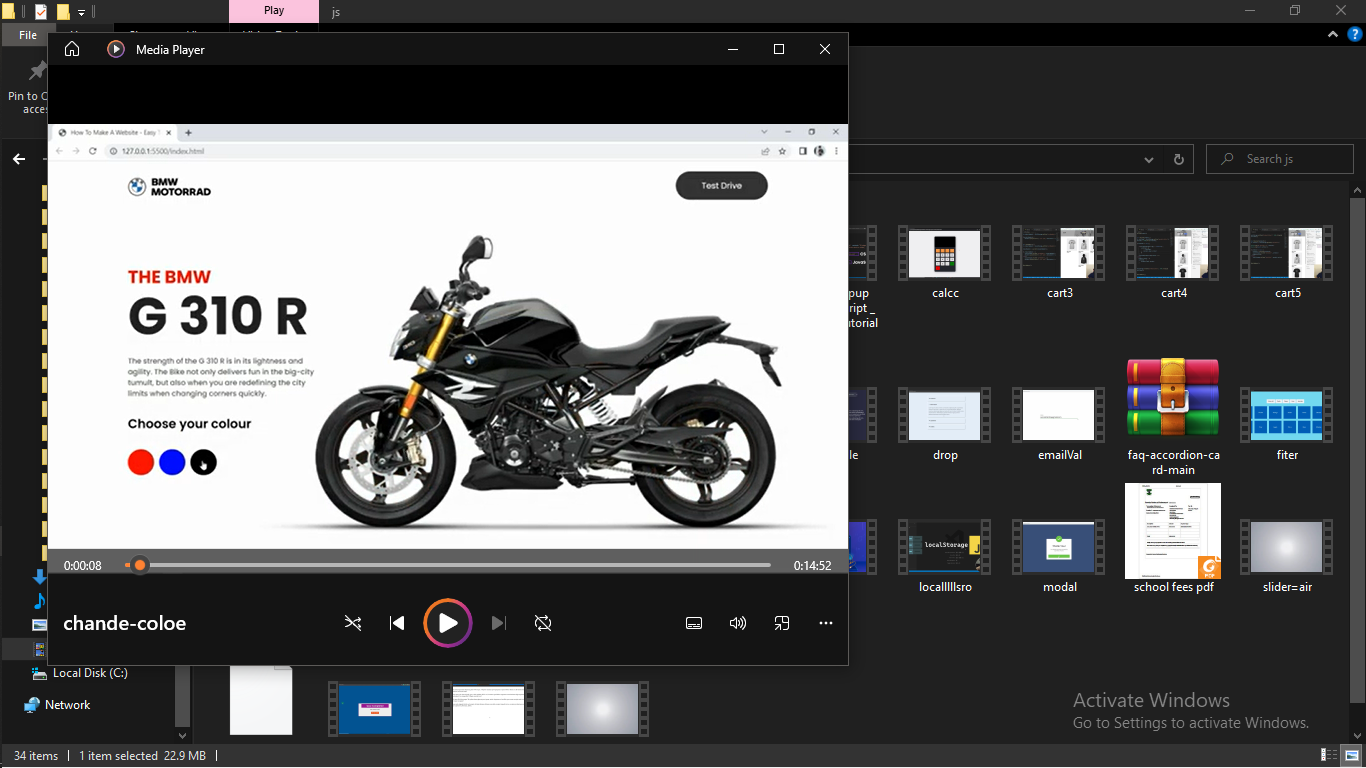 Play
js
File
Media Player
Pin to
acces
How To Make A Website - Easy
127.0.0.1:5500/index.html
Search js
BMW
MOTORRAD
Test Drive
THE BMW
G 310 R
The strength of the G 310 R is in its lightness and
agility. The Bike not only delivers fun in the big-city
tumult, but also when you are redefining the city
limits when changing corners quickly.
Choose your colour
pup
ript _
utorial
calcc
cart3
cart4
cart5
le
drop
emailVal
faq-accordion-ca
rd-main
fiter
localStorage
locallllsro
modal
PDF
school fees pdf
slider=air
0:00:08
0:14:52
chande-coloe
Local Disk (C:)
Network
Activate Windows
Go to Settings to activate Windows.
34 items
1 item selected 22.9 MB